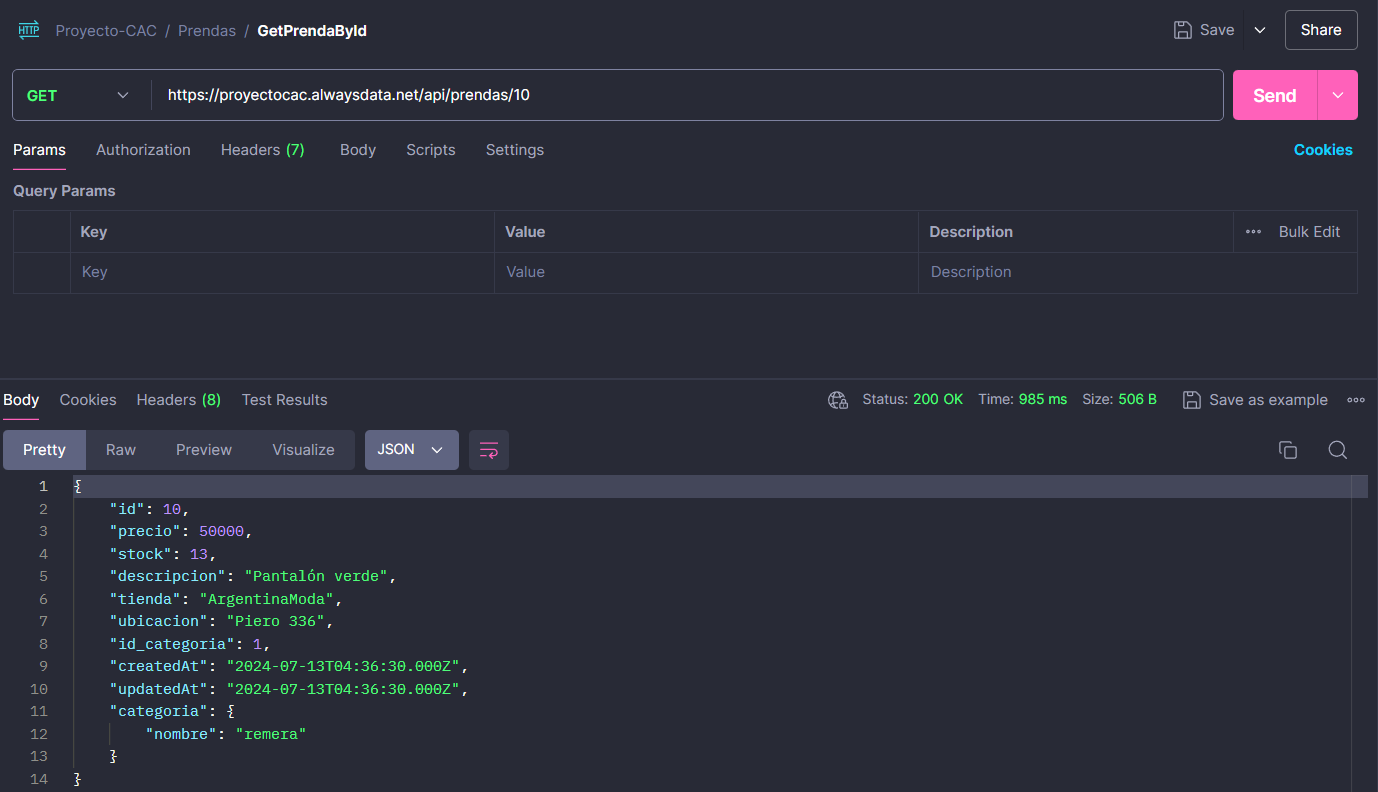 HTTP Proyecto-CAC / Prendas / GetPrendaById Save Share
GET https://proyectocac.alwaysdata.net/api/prendas/10 Send
Params Authorization Headers (7) Body Scripts Settings Cookies
Query Params
Key Value Description Bulk Edit
Key Value Description
Body Cookies Headers (8) Test Results Status: 200 OK Time: 985 ms Size: 506 B Save as example
Pretty Raw Preview Visualize JSON
1 {
2 "id": 10,
3 "precio": 50000,
4 "stock": 13,
5 "descripcion": "Pantalón verde",
6 "tienda": "ArgentinaModa",
7 "ubicacion": "Piero 336",
8 "id_categoria": 1,
9 "createdAt": "2024-07-13T04:36:30.000Z",
10 "updatedAt": "2024-07-13T04:36:30.000Z",
11 "categoria": {
12 "nombre": "remera"
13 }
14 }